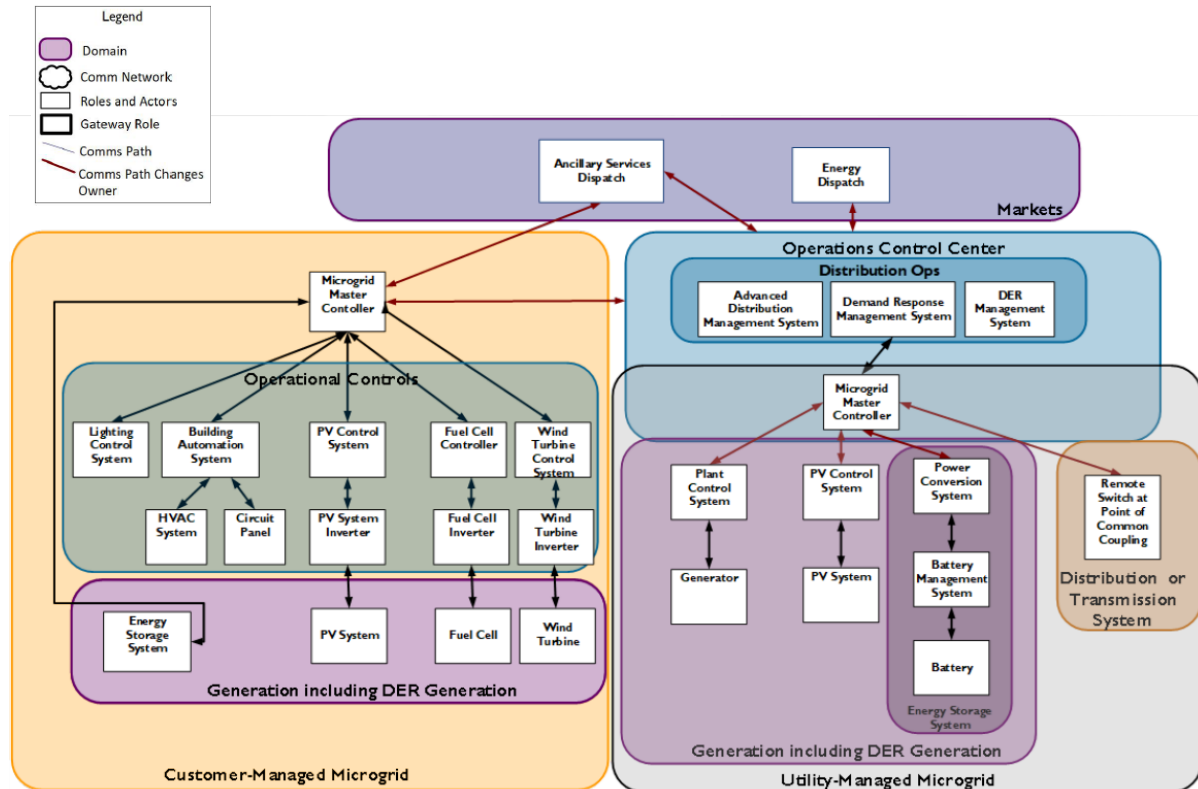 Legend
Domain
Comm Network
Roles and Actors
Gateway Role
Comms Path
Comms Path Changes
Owner
Ancillary Services
Dispatch
Energy
Dispatch
Markets
Microgrid
Master
Contoller
Operational Controls
Lighting
Control
System
Building
Automation
System
PV Control
System
Fuel Cell
Controller
Wind
Turbine
Control
System
HVAC
System
Circuit
Panel
PV System
Inverter
Fuel Cell
Inverter
Wind
Turbine
Inverter
Energy
Storage
System
PV System
Fuel Cell
Wind
Turbine
Generation including DER Generation
Customer-Managed Microgrid
Operations Control Center
Distribution Ops
Advanced
Distribution
Management System
Demand Response
Management System
DER
Management
System
Microgrid
Master
Controller
Plant
Control
System
PV Control
System
Power
Conversion
System
Remote
Switch at
Point of
Common
Coupling
Generator
PV System
Battery
Management
System
Battery
Energy Storage
System
Distribution or
Transmission
System
Generation including DER Generation
Utility-Managed Microgrid